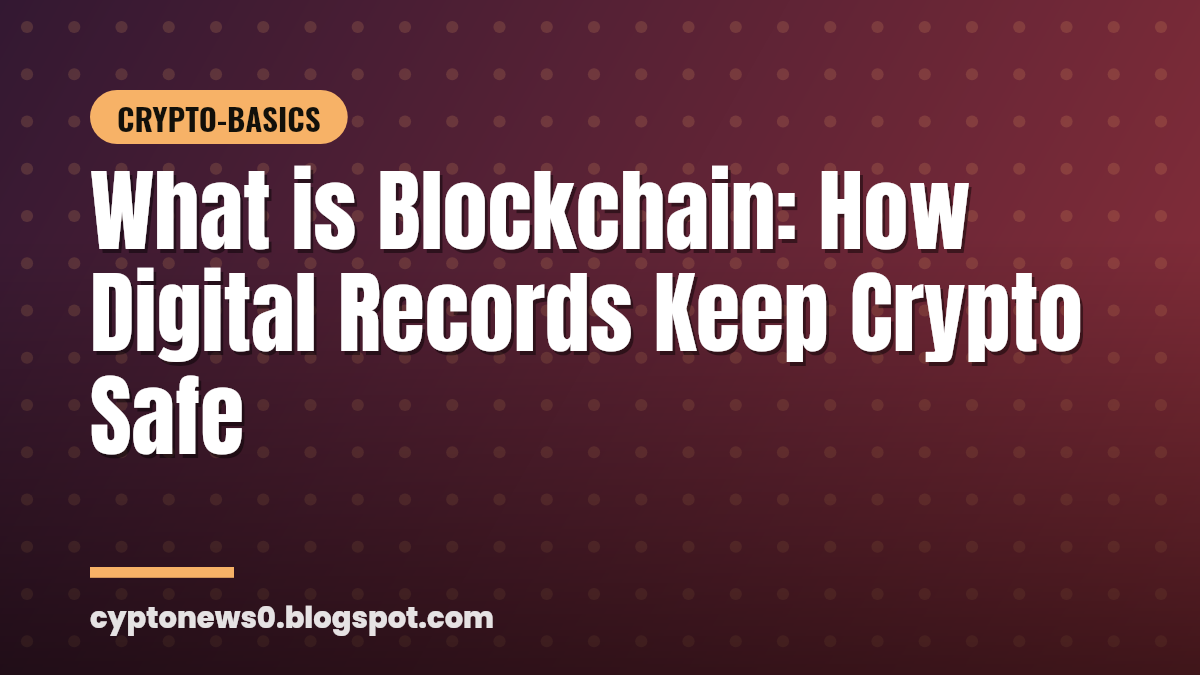 CRYPTO-BASICS
What is Blockchain: How
Digital Records Keep Crypto
Safe
cyptonews0.blogspot.com